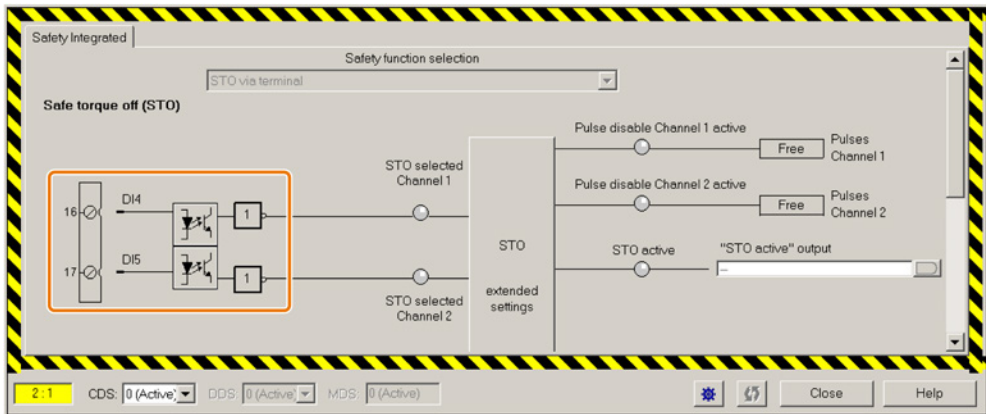 Safety Integrated
Safety function selection
STO via terminal
Safe torque off (STO)
Pulse disable Channel 1 active
Free
Pulses
Channel 1
STO selected
Channel 1
Pulse disable Channel 2 active
Free
Pulses
Channel 2
16
DI4
1
STO
STO active
"STO active" output
–
17
DI5
1
extended
settings
STO selected
Channel 2
2 : 1
CDS: 0 (Active)
DDS: 0 (Active)
MDS: 0 (Active)
Close
Help